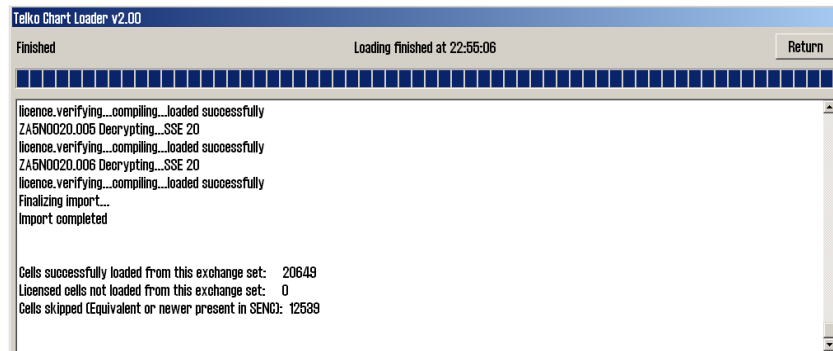 Telko Chart Loader v2.00
Finished Loading finished at 22:55:06 Return
licence.verifying...compiling...loaded successfully
ZA5N0020.005 Decrypting...SSE 20
licence.verifying...compiling...loaded successfully
ZA5N0020.006 Decrypting...SSE 20
licence.verifying...compiling...loaded successfully
Finalizing import...
Import completed
Cells successfully loaded from this exchange set: 20649
Licensed cells not loaded from this exchange set: 0
Cells skipped (Equivalent or newer present in SENC): 12539